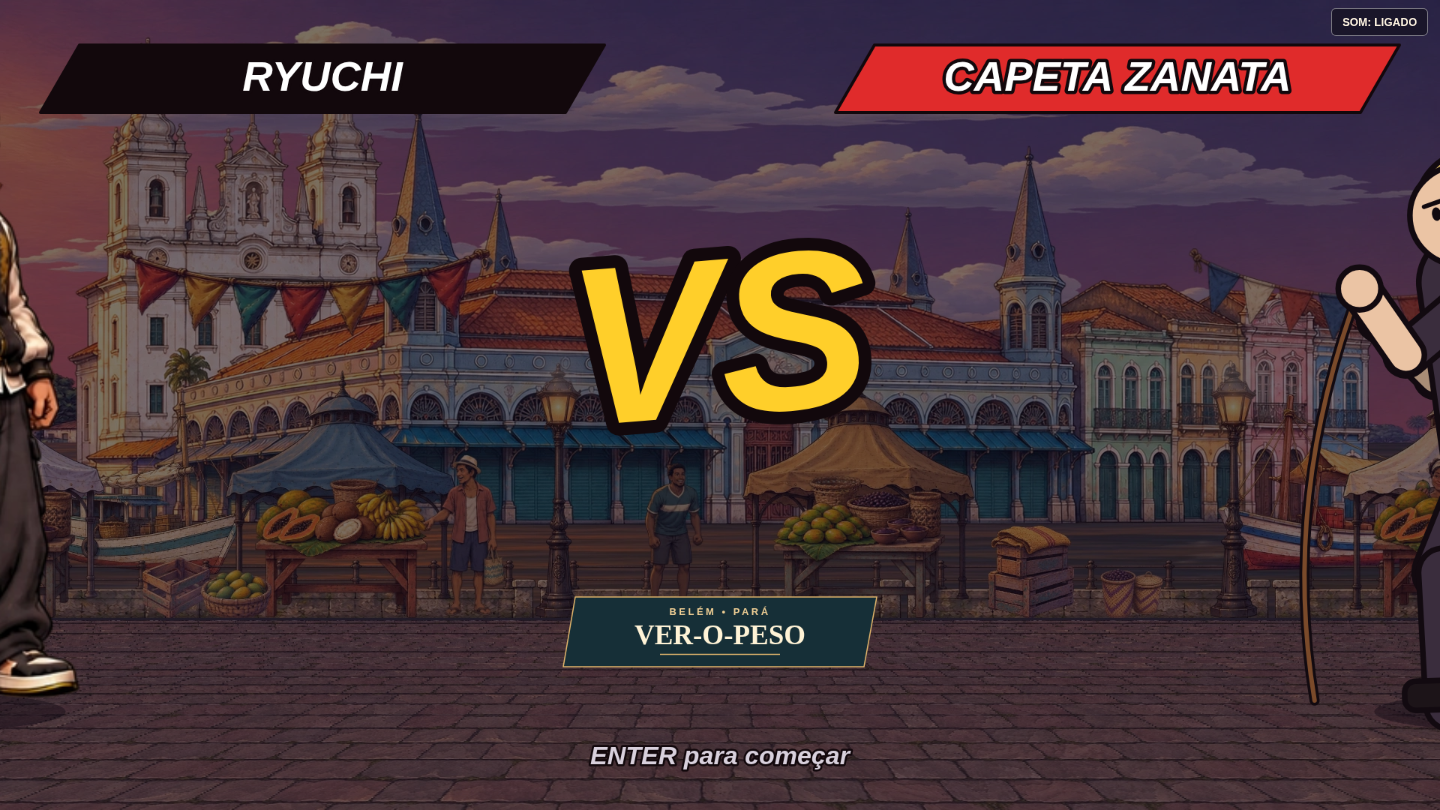 SOM: LIGADO
RYUCHI
CAPETA ZANATA
VS
BELÉM • PARÁ
VER-O-PESO
ENTER para começar